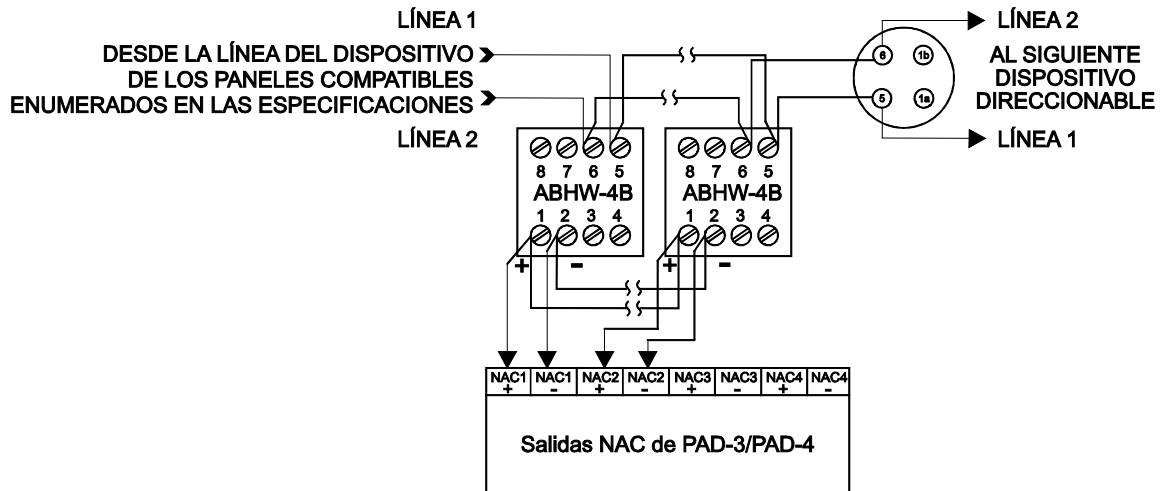 LÍNEA 1
DESDE LA LÍNEA DEL DISPOSITIVO
DE LOS PANELES COMPATIBLES
ENUMERADOS EN LAS ESPECIFICACIONES
LÍNEA 2
LÍNEA 2
AL SIGUIENTE
DISPOSITIVO
DIRECCIONABLE
LÍNEA 1
6 1b
5 1a
8 7 6 5
ABHW-4B
1 2 3 4
+ -
8 7 6 5
ABHW-4B
1 2 3 4
+ -
NAC1 NAC1 NAC2 NAC2 NAC3 NAC3 NAC4 NAC4
+ - + - + - + -
Salidas NAC de PAD-3/PAD-4